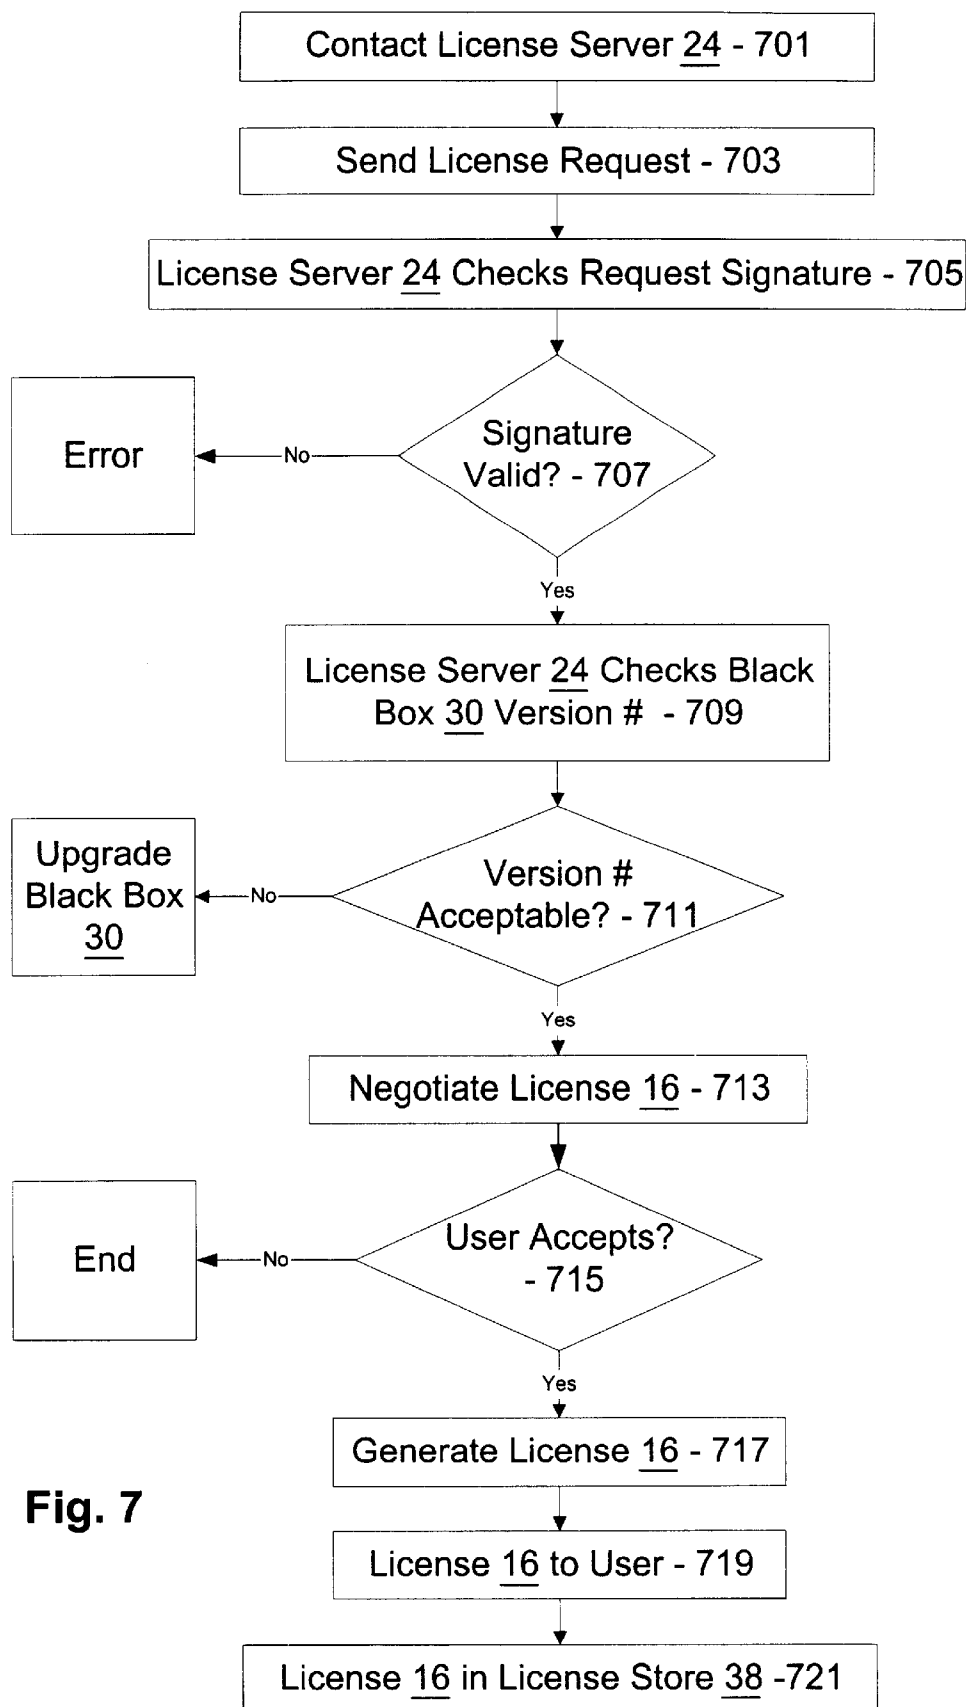 Contact License Server 24 - 701
Send License Request - 703
License Server 24 Checks Request Signature - 705
Signature
Valid? - 707
No
Error
Yes
License Server 24 Checks Black
Box 30 Version # - 709
Version #
Acceptable? - 711
No
Upgrade
Black Box
30
Yes
Negotiate License 16 - 713
User Accepts?
- 715
No
End
Yes
Generate License 16 - 717
License 16 to User - 719
License 16 in License Store 38 -721
Fig. 7